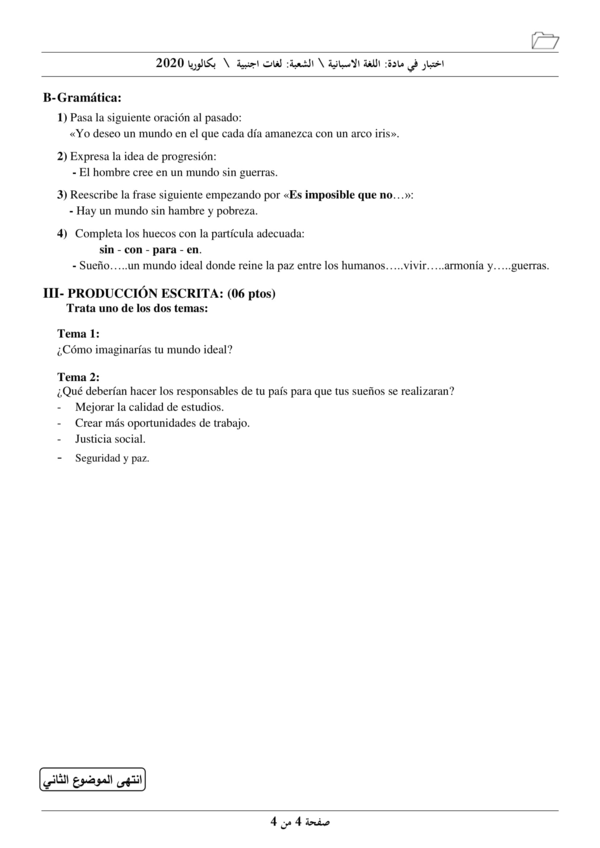 اختبار في مادة: اللغة الاسبانية \ الشعبة: لغات اجنبية \ بكالوريا 2020
B-Gramática:
1) Pasa la siguiente oración al pasado:
«Yo deseo un mundo en el que cada día amanezca con un arco iris».
2) Expresa la idea de progresión:
- El hombre cree en un mundo sin guerras.
3) Reescribe la frase siguiente empezando por «Es imposible que no…»:
- Hay un mundo sin hambre y pobreza.
4) Completa los huecos con la partícula adecuada:
sin - con - para - en.
- Sueño…..un mundo ideal donde reine la paz entre los humanos…..vivir…..armonía y…..guerras.
III- PRODUCCIÓN ESCRITA: (06 ptos)
Trata uno de los dos temas:
Tema 1:
¿Cómo imaginarías tu mundo ideal?
Tema 2:
¿Qué deberían hacer los responsables de tu país para que tus sueños se realizaran?
- Mejorar la calidad de estudios.
- Crear más oportunidades de trabajo.
- Justicia social.
- Seguridad y paz.
انتهى الموضوع الثاني
صفحة 4 من 4